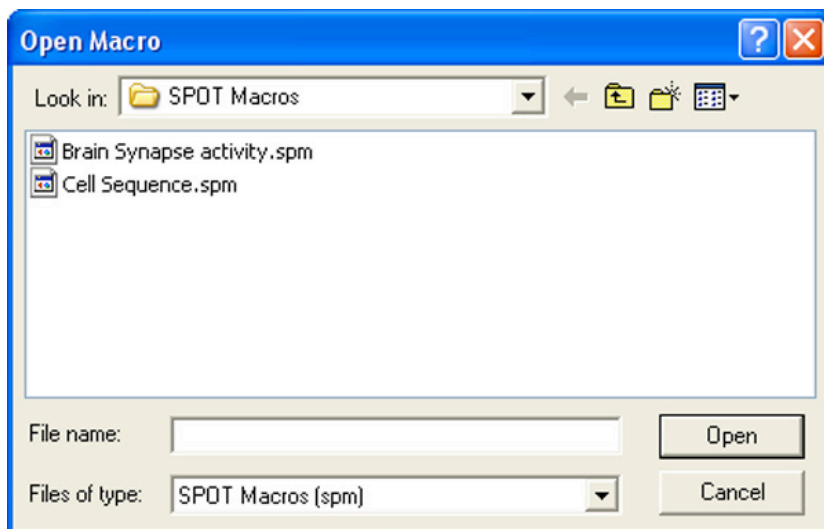 Open Macro
Look in: SPOT Macros
Brain Synapse activity.spm
Cell Sequence.spm
File name:
Open
Files of type: SPOT Macros (spm)
Cancel